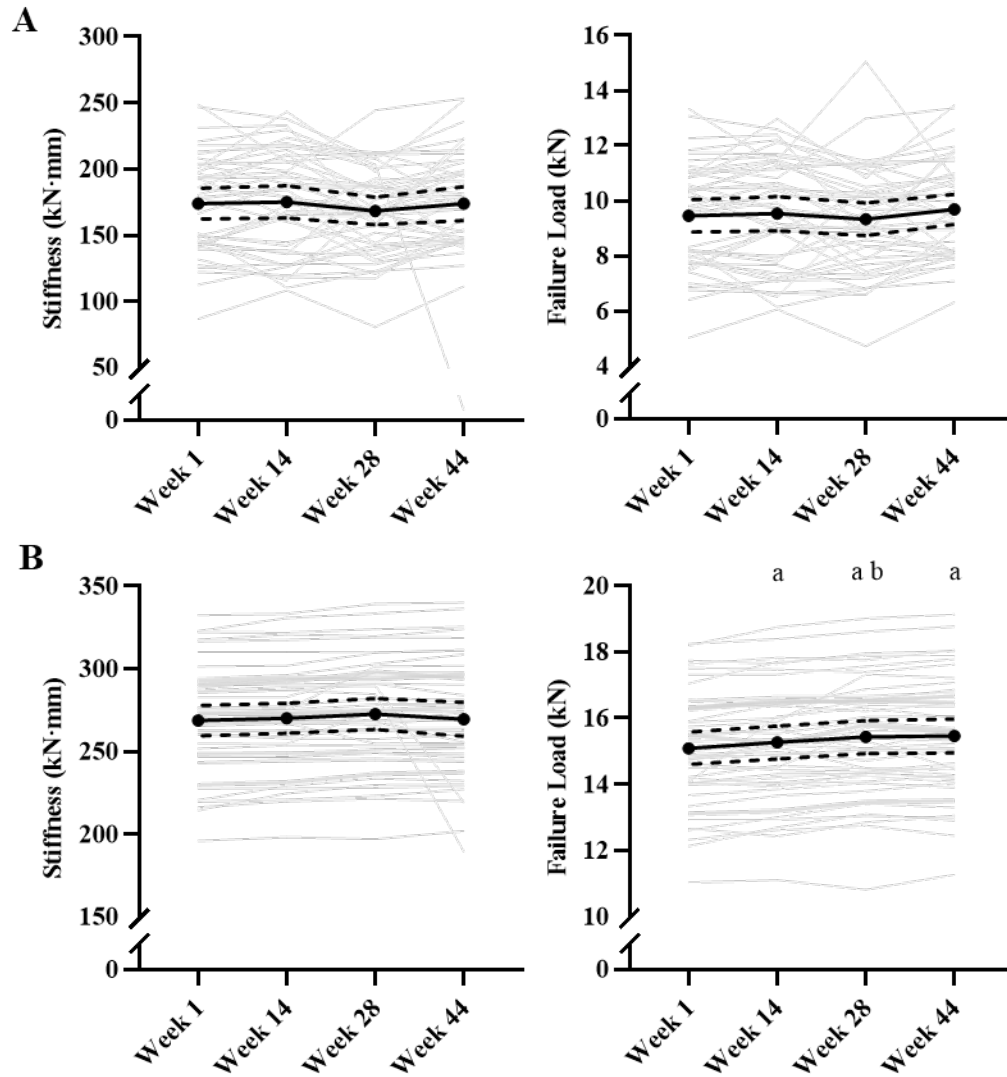 A
Stiffness (kN·mm)
300
250
200
150
100
50
0
Week 1
Week 14
Week 28
Week 44
Failure Load (kN)
16
14
12
10
8
6
4
0
Week 1
Week 14
Week 28
Week 44
B
Stiffness (kN·mm)
350
300
250
200
150
0
Week 1
Week 14
Week 28
Week 44
a
a b
a
Failure Load (kN)
20
18
16
14
12
10
0
Week 1
Week 14
Week 28
Week 44